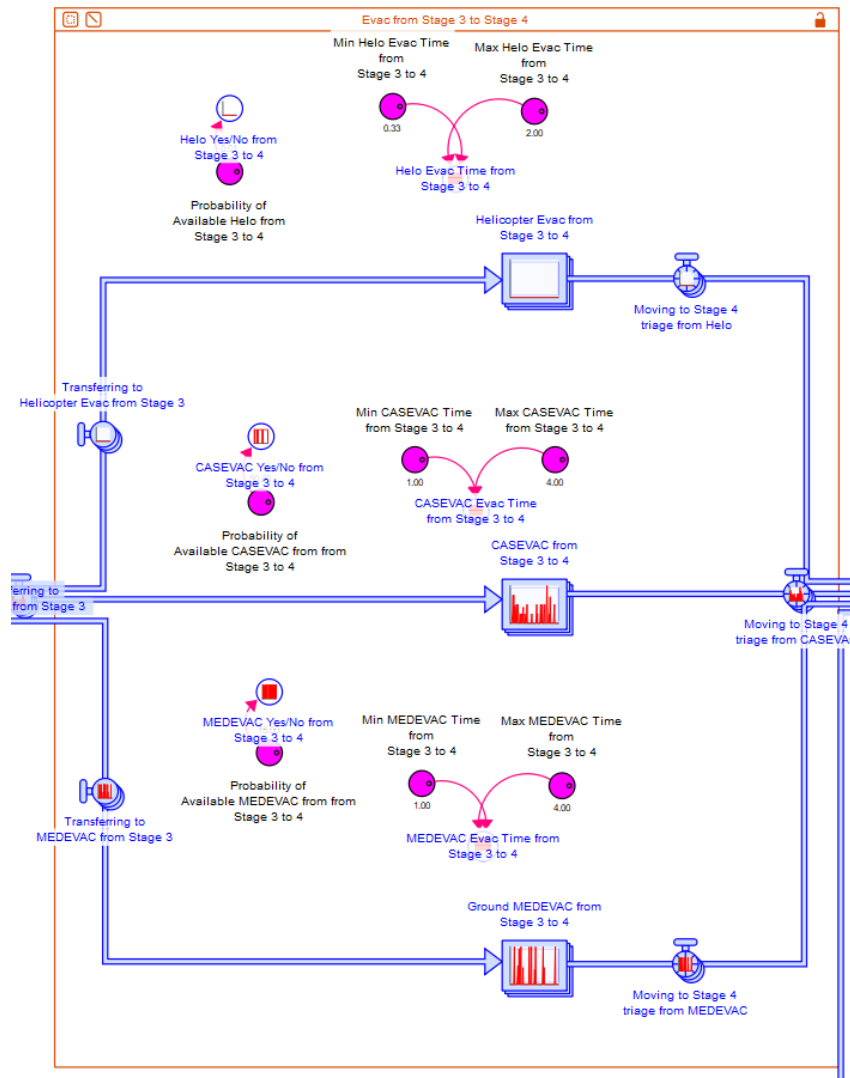 Evac from Stage 3 to Stage 4
Min Helo Evac Time
from
Stage 3 to 4
Max Helo Evac Time
from
Stage 3 to 4
0.33
2.00
Helo Yes/No from
Stage 3 to 4
Helo Evac Time from
Stage 3 to 4
Probability of
Available Helo from
Stage 3 to 4
Helicopter Evac from
Stage 3 to 4
Moving to Stage 4
triage from Helo
Transferring to
Helicopter Evac from Stage 3
Min CASEVAC Time
from Stage 3 to 4
Max CASEVAC Time
from Stage 3 to 4
1.00
4.00
CASEVAC Yes/No from
Stage 3 to 4
CASEVAC Evac Time
from Stage 3 to 4
Probability of
Available CASEVAC from from
Stage 3 to 4
CASEVAC from
Stage 3 to 4
to
from Stage 3
Moving to Stage 4
triage from
MEDEVAC Yes/No from
Stage 3 to 4
Min MEDEVAC Time
from
Stage 3 to 4
Max MEDEVAC Time
from
Stage 3 to 4
1.00
4.00
Probability of
Available MEDEVAC from from
Stage 3 to 4
Transferring to
MEDEVAC from Stage 3
MEDEVAC Evac Time from
Stage 3 to 4
Ground MEDEVAC from
Stage 3 to 4
Moving to Stage 4
triage from MEDEVAC